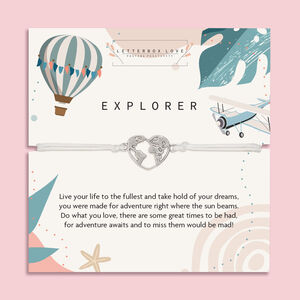 LETTERBOX LOVE
POSTING POSITIVITY
EXPLORER
Live your life to the fullest and take hold of your dreams,
you were made for adventure right where the sun beams.
Do what you love, there are some great times to be had,
for adventure awaits and to miss them would be mad!